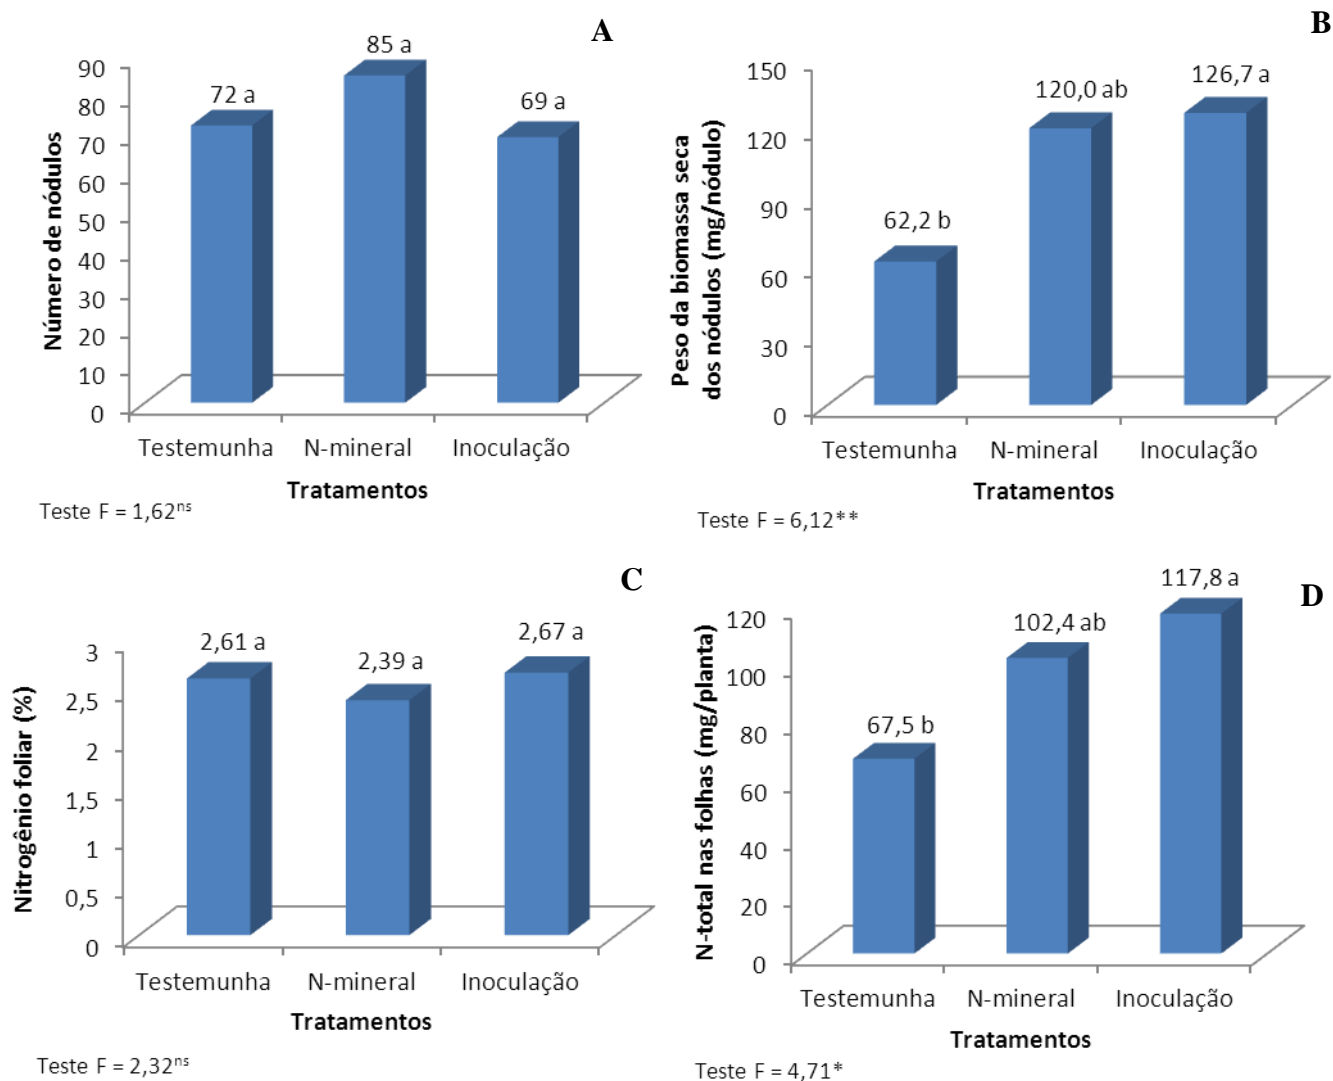 A
Número de nódulos
90
80
70
60
50
40
30
20
10
0
72 a
85 a
69 a
Testemunha N-mineral Inoculação
Tratamentos
Teste F = 1,62ns
B
Peso da biomassa seca
dos nódulos (mg/nódulo)
150
120
90
60
30
0
62,2 b
120,0 ab
126,7 a
Testemunha N-mineral Inoculação
Tratamentos
Teste F = 6,12**
C
Nitrogênio foliar (%)
3
2,5
2
1,5
1
0,5
0
2,61 a
2,39 a
2,67 a
Testemunha N-mineral Inoculação
Tratamentos
Teste F = 2,32ns
D
N-total nas folhas (mg/planta)
120
100
80
60
40
20
0
67,5 b
102,4 ab
117,8 a
Testemunha N-mineral Inoculação
Tratamentos
Teste F = 4,71*